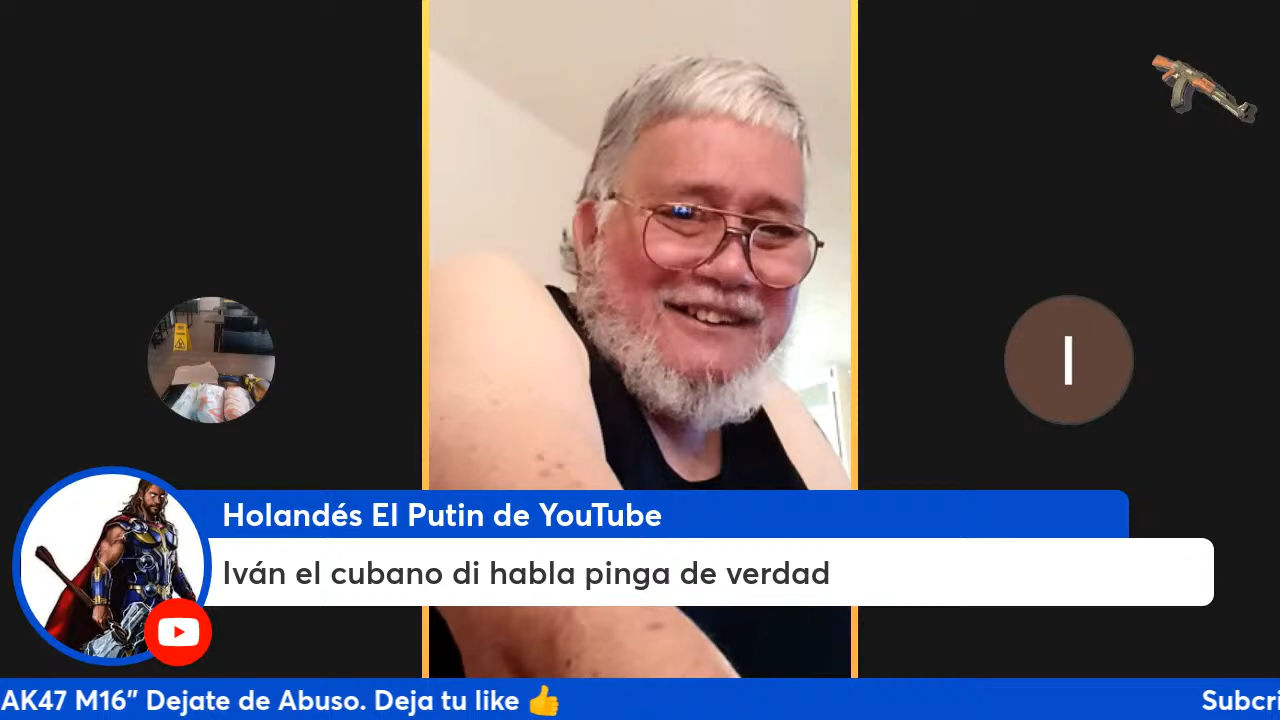 I
Holandés El Putin de YouTube
Iván el cubano di habla pinga de verdad
AK47 M16” Dejate de Abuso. Deja tu like 👍
Subcri